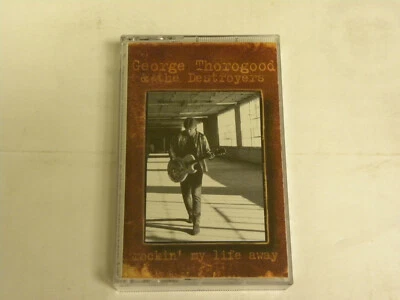 George Thorogood
& the Destroyers
rockin' my life away